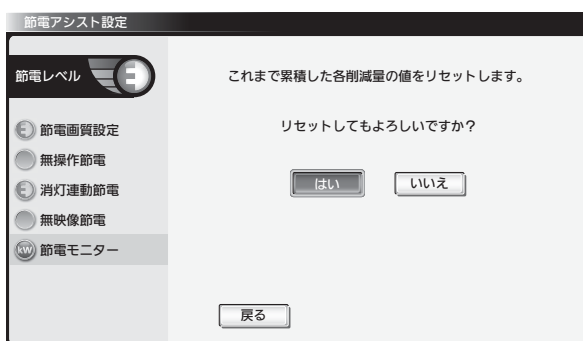 節電アシスト設定
節電レベル E
E 節電画質設定
無操作節電
E 消灯連動節電
無映像節電
kW 節電モニター
これまで累積した各削減量の値をリセットします。
リセットしてもよろしいですか?
はい いいえ
戻る